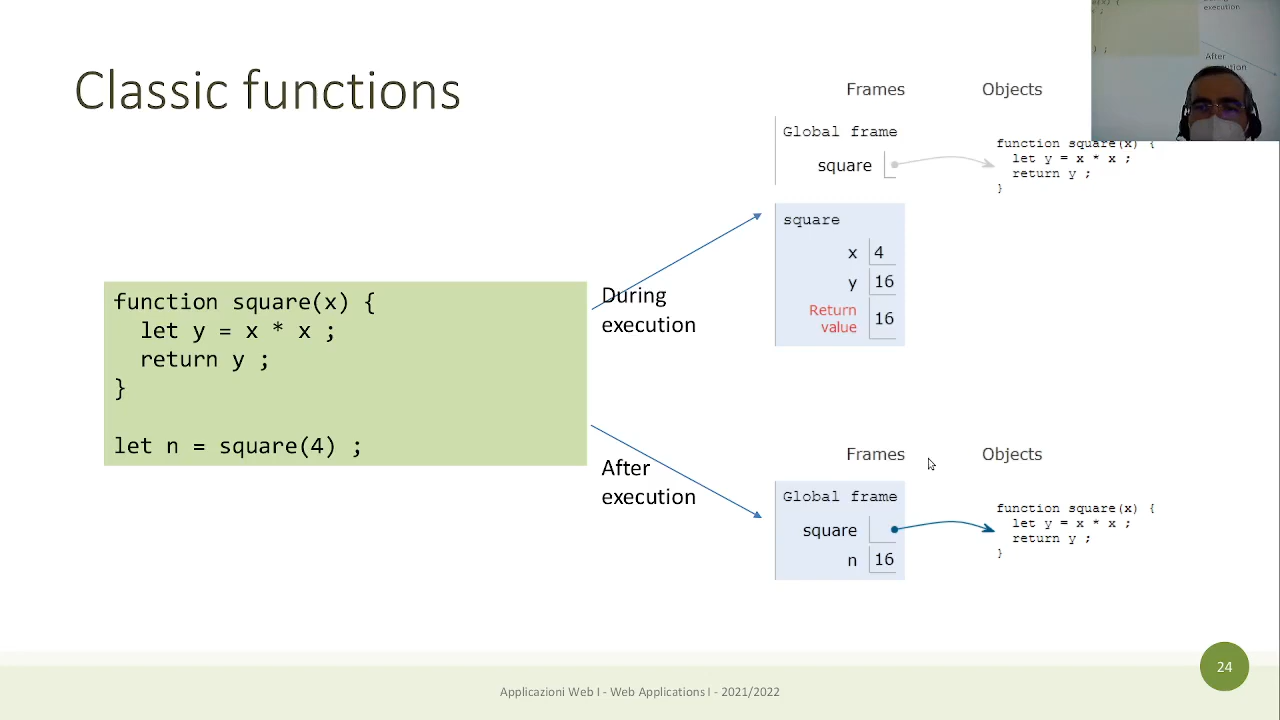 Classic functions
function square(x) {
let y = x * x ;
return y ;
}
let n = square(4) ;
During
execution
After
execution
Frames Objects
Global frame
square
function square(x) {
let y = x * x ;
return y ;
}
square
x 4
y 16
Return
value 16
Frames Objects
Global frame
square
n 16
function square(x) {
let y = x * x ;
return y ;
}
execution
After
Applicazioni Web I - Web Applications I - 2021/2022
24